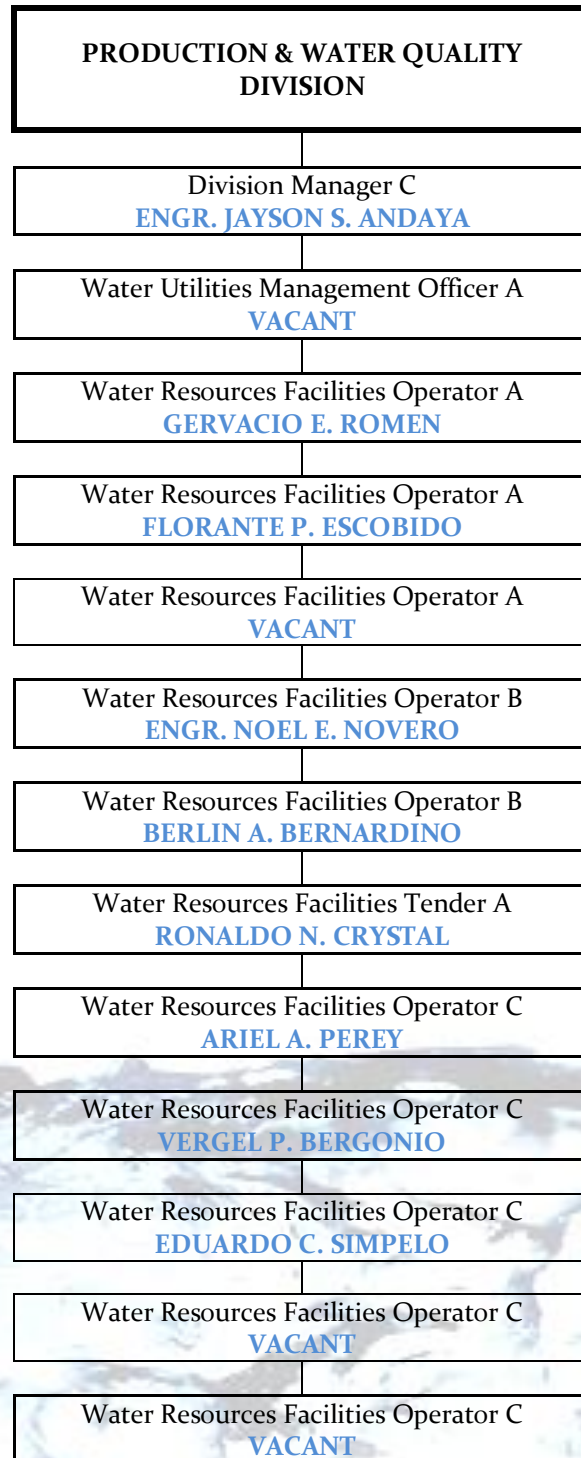 PRODUCTION & WATER QUALITY
DIVISION
Division Manager C
ENGR. JAYSON S. ANDAYA
Water Utilities Management Officer A
VACANT
Water Resources Facilities Operator A
GERVACIO E. ROMEN
Water Resources Facilities Operator A
FLORANTE P. ESCOBIDO
Water Resources Facilities Operator A
VACANT
Water Resources Facilities Operator B
ENGR. NOEL E. NOVERO
Water Resources Facilities Operator B
BERLIN A. BERNARDINO
Water Resources Facilities Tender A
RONALDO N. CRYSTAL
Water Resources Facilities Operator C
ARIEL A. PEREY
Water Resources Facilities Operator C
VERGEL P. BERGONIO
Water Resources Facilities Operator C
EDUARDO C. SIMPELO
Water Resources Facilities Operator C
VACANT
Water Resources Facilities Operator C
VACANT